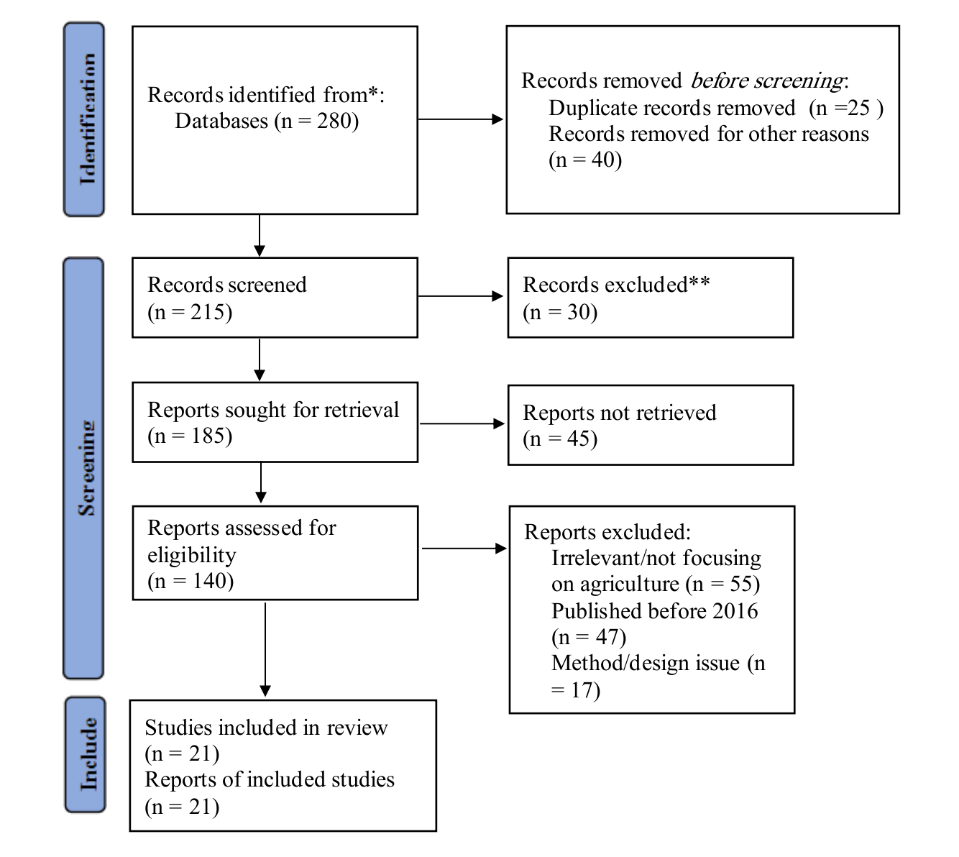 Identification
Records identified from*:
Databases (n = 280)
Records removed before screening:
Duplicate records removed (n =25 )
Records removed for other reasons
(n = 40)
Screening
Records screened
(n = 215)
Records excluded**
(n = 30)
Reports sought for retrieval
(n = 185)
Reports not retrieved
(n = 45)
Reports assessed for
eligibility
(n = 140)
Reports excluded:
Irrelevant/not focusing
on agriculture (n = 55)
Published before 2016
(n = 47)
Method/design issue (n
= 17)
Include
Studies included in review
(n = 21)
Reports of included studies
(n = 21)